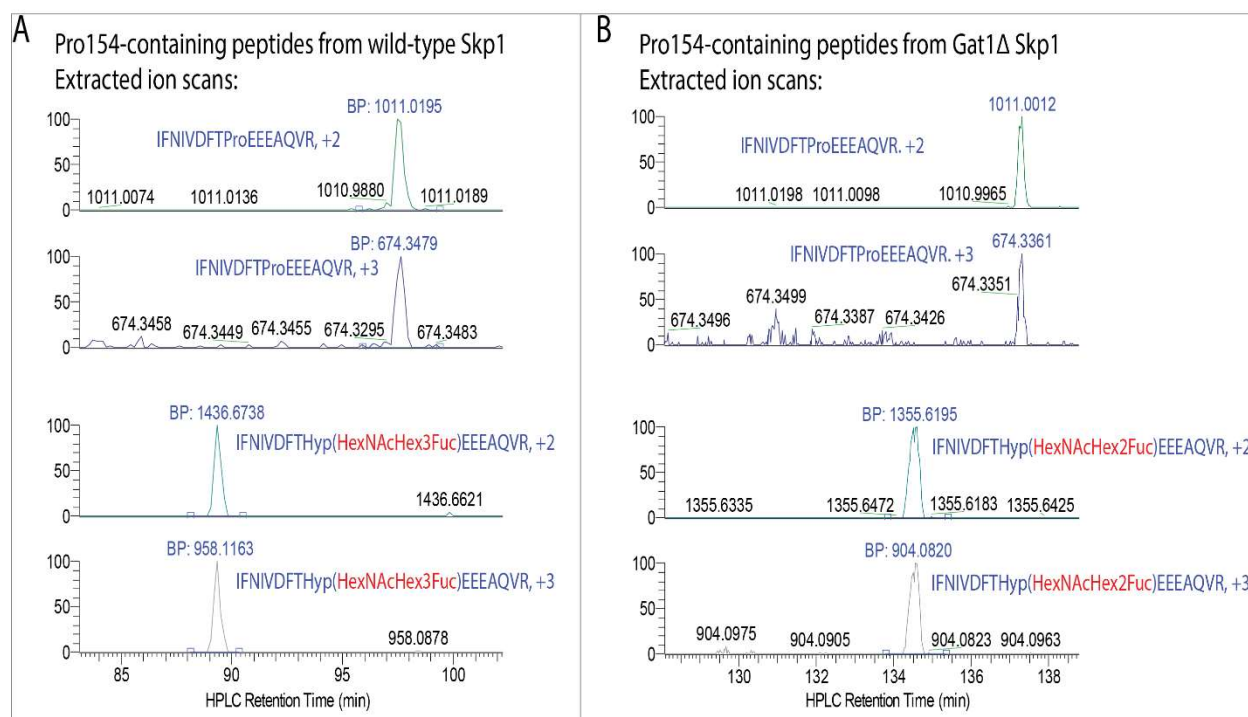 A
Pro154-containing peptides from wild-type Skp1
Extracted ion scans:
BP: 1011.0195
100
IFNIVDFTProEEEAQVR, +2
50
1011.0074
1011.0136
1010.9880
1011.0189
0
BP: 674.3479
100
IFNIVDFTProEEEAQVR, +3
50
674.3458
674.3449
674.3455
674.3295
674.3483
0
BP: 1436.6738
100
IFNIVDFTHyp(HexNAcHex3Fuc)EEEAQVR, +2
50
1436.6621
0
BP: 958.1163
100
IFNIVDFTHyp(HexNAcHex3Fuc)EEEAQVR, +3
50
958.0878
0
85 90 95 100
HPLC Retention Time (min)
B
Pro154-containing peptides from Gat1Δ Skp1
Extracted ion scans:
1011.0012
100
IFNIVDFTProEEEAQVR. +2
50
1011.0198
1011.0098
1010.9965
0
674.3361
100
IFNIVDFTProEEEAQVR. +3
674.3351
50
674.3499
674.3496
674.3387
674.3426
0
BP: 1355.6195
100
IFNIVDFTHyp(HexNAcHex2Fuc)EEEAQVR, +2
50
1355.6335
1355.6472
1355.6183
1355.6425
0
BP: 904.0820
100
IFNIVDFTHyp(HexNAcHex2Fuc)EEEAQVR, +3
50
904.0975
904.0905
904.0823
904.0963
0
130 132 134 136 138
HPLC Retention Time (min)